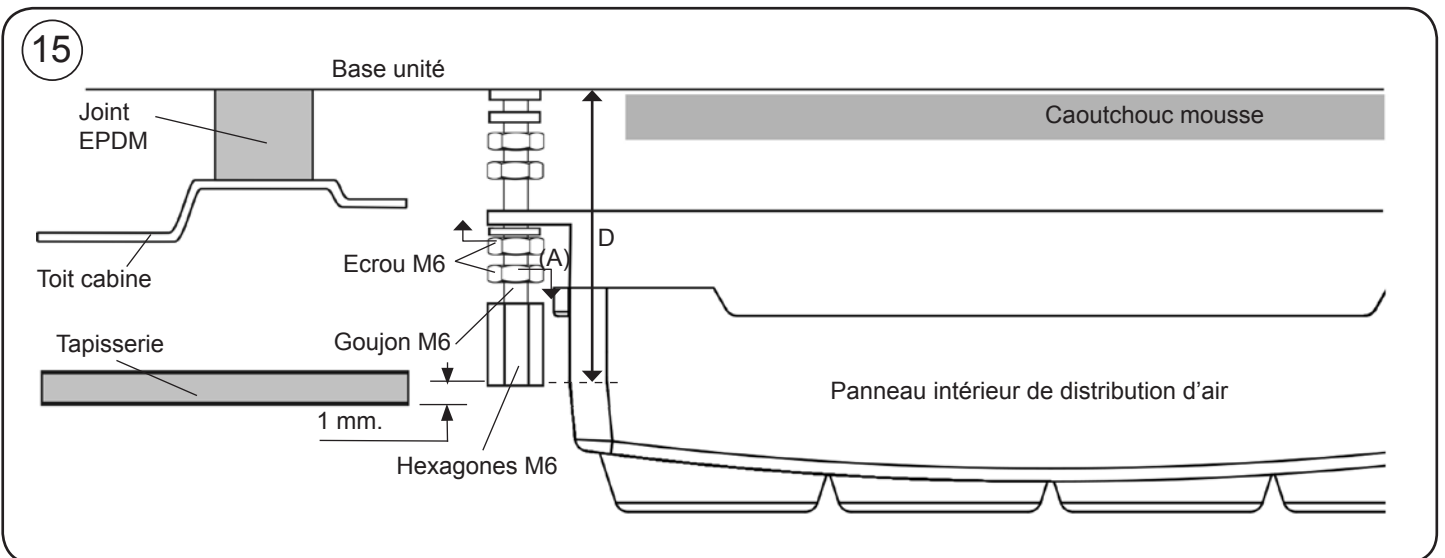 15
Base unité
Joint
EPDM
Caoutchouc mousse
D
(A)
Ecrou M6
Toit cabine
Goujon M6
Tapisserie
Panneau intérieur de distribution d’air
1 mm.
Hexagones M6